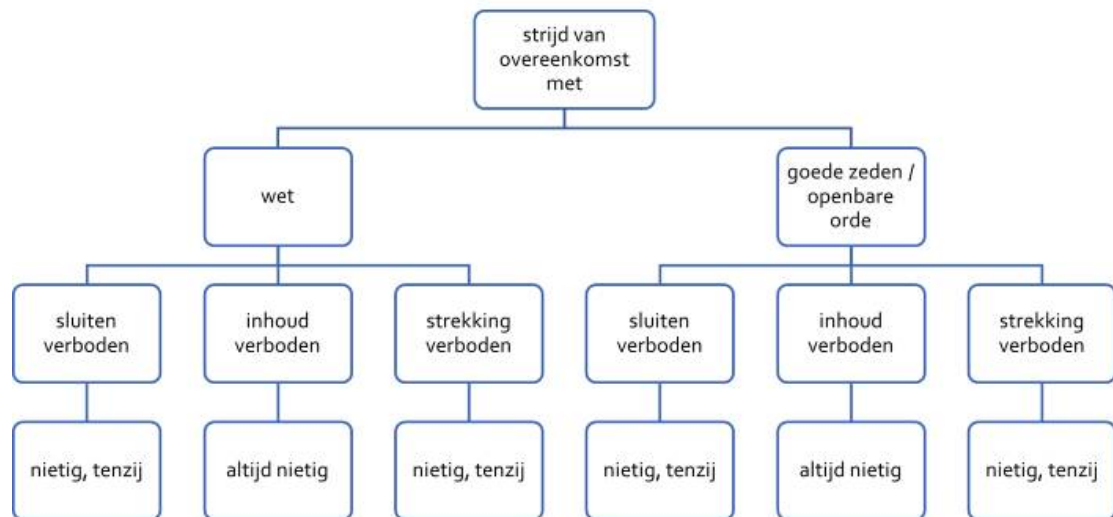 strijd van
overeenkomst
met
wet
goede zeden /
openbare
orde
sluiten
verboden
inhoud
verboden
strekking
verboden
sluiten
verboden
inhoud
verboden
strekking
verboden
nietig, tenzij
altijd nietig
nietig, tenzij
nietig, tenzij
altijd nietig
nietig, tenzij